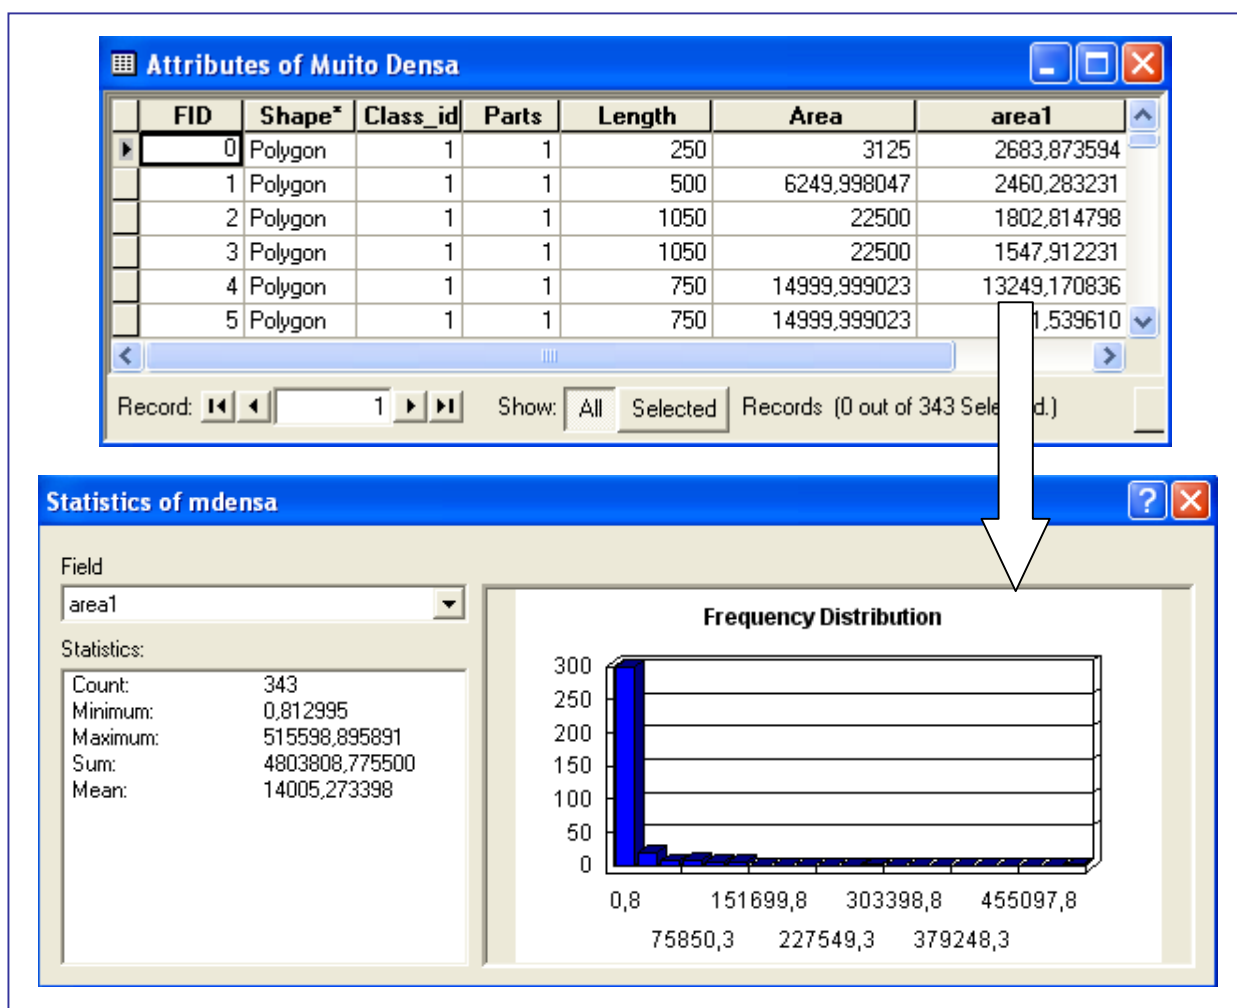 Attributes of Muito Densa
FID Shape* Class_id Parts Length Area area1
0 Polygon 1 1 250 3125 2683,873594
1 Polygon 1 1 500 6249,998047 2460,283231
2 Polygon 1 1 1050 22500 1802,814798
3 Polygon 1 1 1050 22500 1547,912231
4 Polygon 1 1 750 14999,999023 13249,170836
5 Polygon 1 1 750 14999,999023 1,539610
Record: 1 Show: All Selected Records (0 out of 343 Sele d.)
Statistics of mdensa
Field
area1
Statistics:
Count: 343
Minimum: 0,812995
Maximum: 515598,895891
Sum: 4803808,775500
Mean: 14005,273398
Frequency Distribution
300
250
200
150
100
50
0
0,8 151699,8 303398,8 455097,8
75850,3 227549,3 379248,3